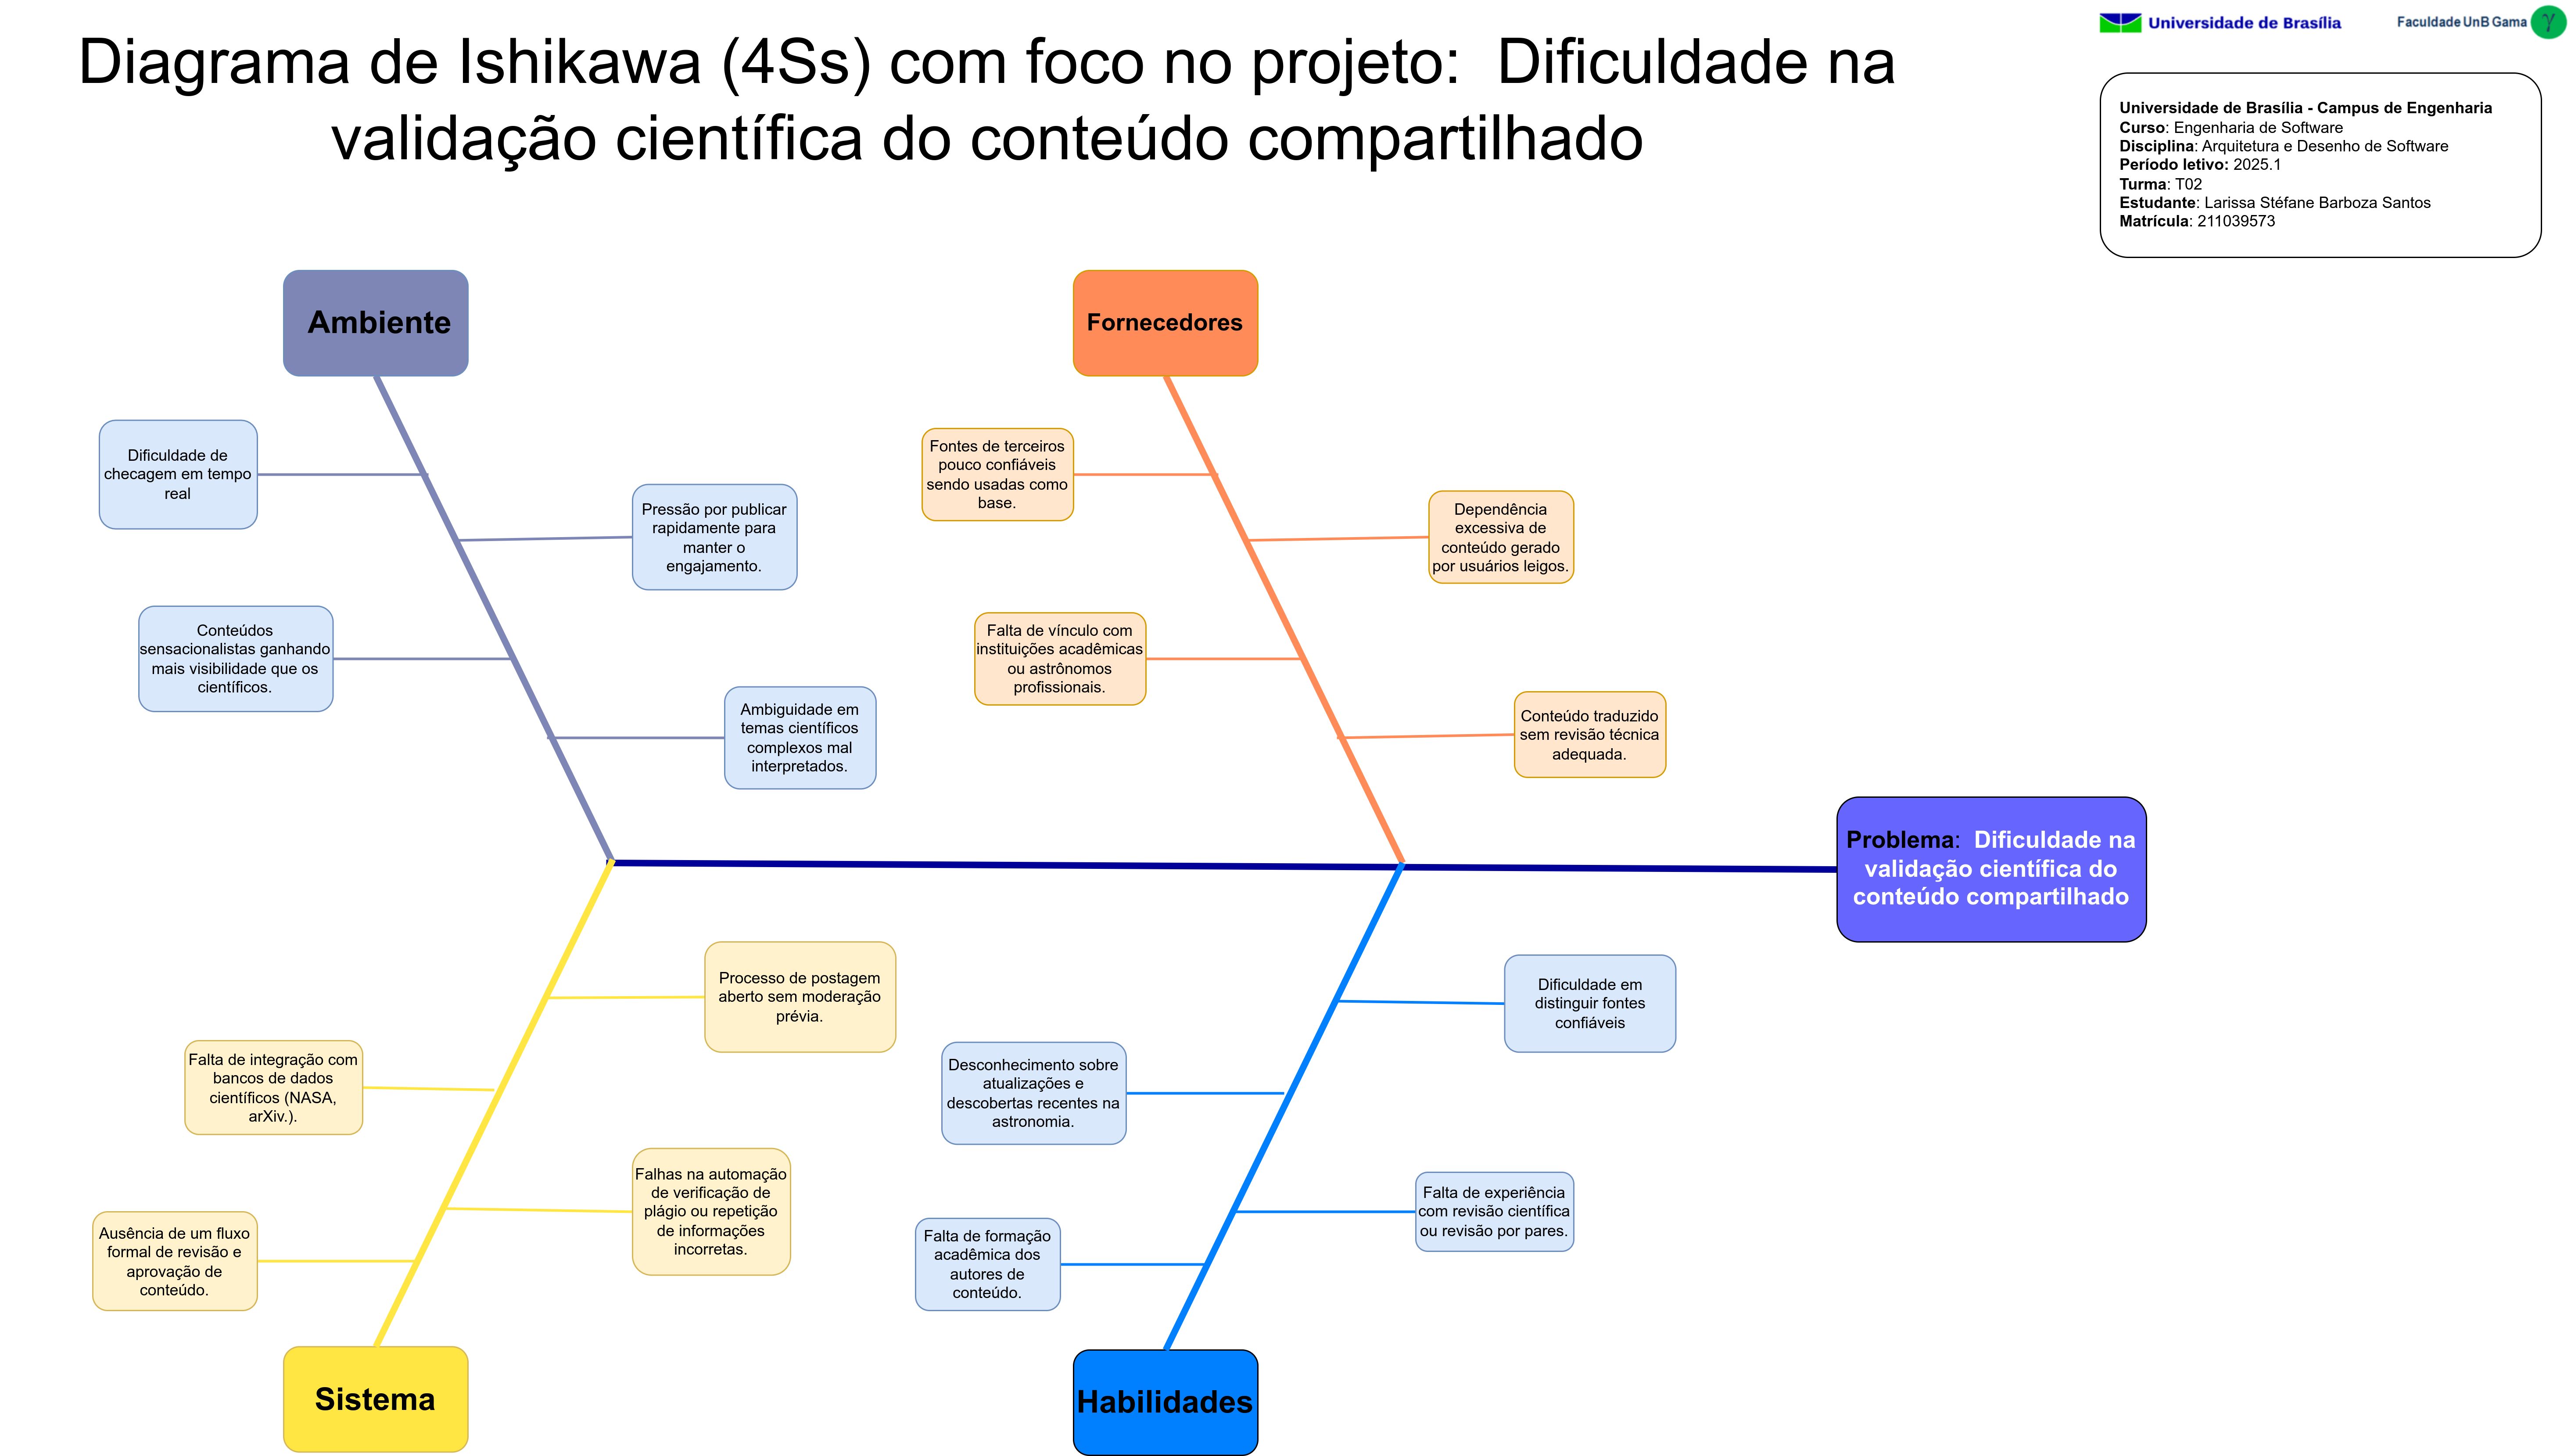 Diagrama de Ishikawa (4Ss) com foco no projeto: Dificuldade na
validação científica do conteúdo compartilhado
Universidade de Brasília
Faculdade UnB Gama
γ
Universidade de Brasília - Campus de Engenharia
Curso: Engenharia de Software
Disciplina: Arquitetura e Desenho de Software
Período letivo: 2025.1
Turma: T02
Estudante: Larissa Stéfane Barboza Santos
Matrícula: 211039573
Ambiente
Dificuldade de
checagem em tempo
real
Pressão por publicar
rapidamente para
manter o
engajamento.
Conteúdos
sensacionalistas ganhando
mais visibilidade que os
científicos.
Ambiguidade em
temas científicos
complexos mal
interpretados.
Fornecedores
Fontes de terceiros
pouco confiáveis
sendo usadas como
base.
Dependência
excessiva de
conteúdo gerado
por usuários leigos.
Falta de vínculo com
instituições acadêmicas
ou astrônomos
profissionais.
Conteúdo traduzido
sem revisão técnica
adequada.
Problema: Dificuldade na
validação científica do
conteúdo compartilhado
Processo de postagem
aberto sem moderação
prévia.
Falta de integração com
bancos de dados
científicos (NASA,
arXiv.).
Falhas na automação
de verificação de
plágio ou repetição
de informações
incorretas.
Ausência de um fluxo
formal de revisão e
aprovação de
conteúdo.
Sistema
Dificuldade em
distinguir fontes
confiáveis
Desconhecimento sobre
atualizações e
descobertas recentes na
astronomia.
Falta de experiência
com revisão científica
ou revisão por pares.
Falta de formação
acadêmica dos
autores de
conteúdo.
Habilidades